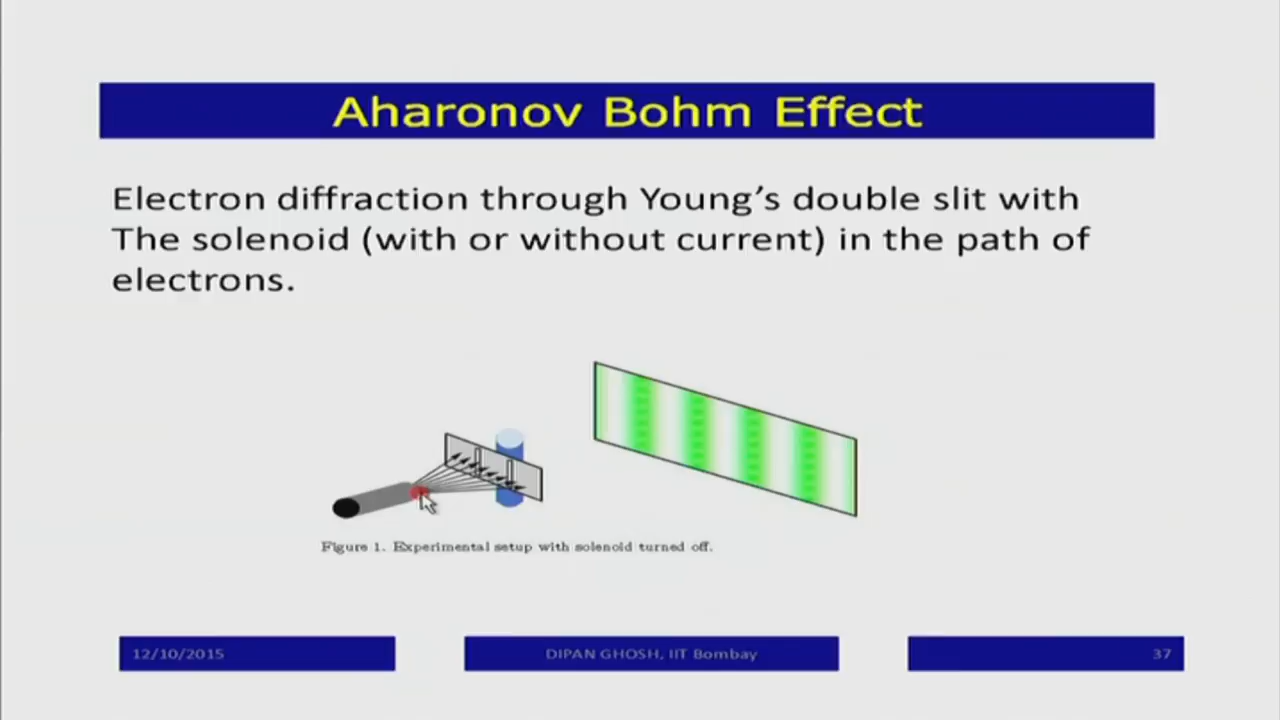 Aharonov Bohm Effect
Electron diffraction through Young’s double slit with
The solenoid (with or without current) in the path of
electrons.
Figure 1. Experimental setup with solenoid turned off.
12/10/2015
DIPAN GHOSH, IIT Bombay
37